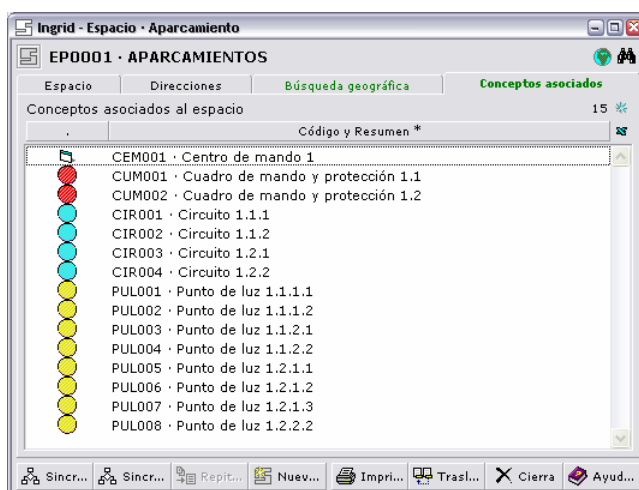 Ingrid - Espacio · Aparcamiento
EP0001 · APARCAMIENTOS
Espacio Direcciones Búsqueda geográfica Conceptos asociados
Conceptos asociados al espacio 15
. Código y Resumen *
CEM001 · Centro de mando 1
CUM001 · Cuadro de mando y protección 1.1
CUM002 · Cuadro de mando y protección 1.2
CIR001 · Circuito 1.1.1
CIR002 · Circuito 1.1.2
CIR003 · Circuito 1.2.1
CIR004 · Circuito 1.2.2
PUL001 · Punto de luz 1.1.1.1
PUL002 · Punto de luz 1.1.1.2
PUL003 · Punto de luz 1.1.2.1
PUL004 · Punto de luz 1.1.2.2
PUL005 · Punto de luz 1.2.1.1
PUL006 · Punto de luz 1.2.1.2
PUL007 · Punto de luz 1.2.1.3
PUL008 · Punto de luz 1.2.2.2
Sincr... Sincr... Repit... Nuev... Impri... Trasl... Cierra Ayud...